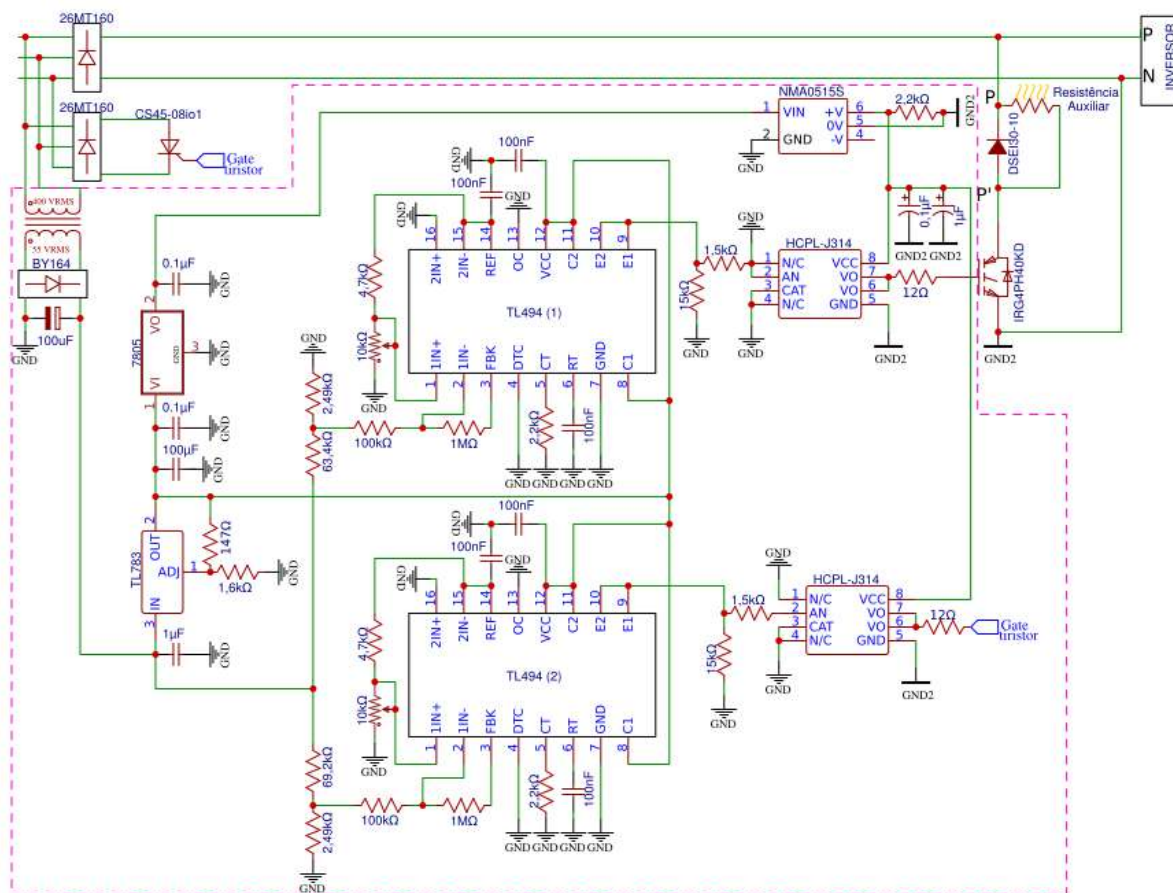 26MT160
P
N
INVERSOR
26MT160
CS45-08io1
Gate
tiristor
NMA0515S
1
VIN
2
GND
+V
6
0V
5
-V
4
2.2kΩ
GND2
GND
P
Resistência
Auxiliar
DSEI30-10
P'
IRG4PH40KD
GND2
400 VRMS
55 VRMS
BY164
100uF
GND
0.1µF
GND
2
VO
7805
GND
3
GND
VI
1
0.1µF
GND
100µF
GND
2
OUT
TL783
ADJ
1
IN
3
147Ω
1,6kΩ
GND
1µF
GND
100nF
GND
100nF
GND
GND
16
15
14
13
12
11
10
9
2IN+
2IN-
REF
OC
VCC
C2
E2
E1
TL494 (1)
1IN+
1IN-
FBK
DTC
CT
RT
GND
C1
1
2
3
4
5
6
7
8
4,7kΩ
10kΩ
GND
GND
2,49kΩ
63,4kΩ
100kΩ
1MΩ
2,2kΩ
100nF
GND
GND
GND
GND
1,5kΩ
15kΩ
GND
GND
GND
HCPL-J314
1
N/C
2
AN
3
CAT
4
N/C
VCC
8
VO
7
VO
6
GND
5
12Ω
GND2
0,1µF
1µF
GND2
GND2
100nF
GND
100nF
GND
GND
16
15
14
13
12
11
10
9
2IN+
2IN-
REF
OC
VCC
C2
E2
E1
TL494 (2)
1IN+
1IN-
FBK
DTC
CT
RT
GND
C1
1
2
3
4
5
6
7
8
4,7kΩ
10kΩ
GND
69,2kΩ
2,49kΩ
GND
100kΩ
1MΩ
2,2kΩ
100nF
GND
GND
GND
GND
1,5kΩ
15kΩ
GND
GND
GND
HCPL-J314
1
N/C
2
AN
3
CAT
4
N/C
VCC
8
VO
7
VO
6
GND
5
12Ω
Gate
tiristor
GND2